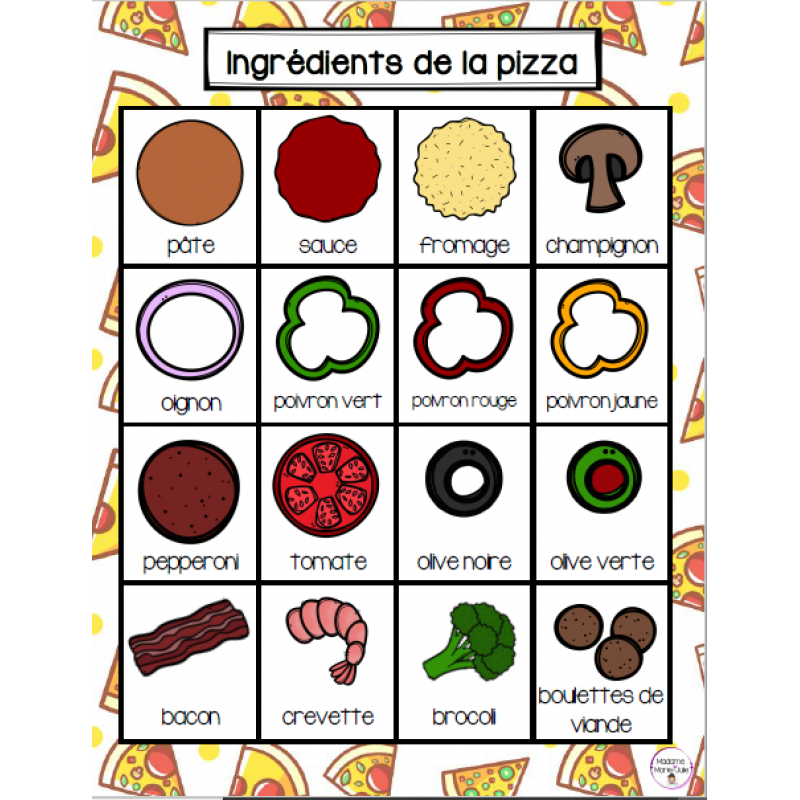 Ingrédients de la pizza
pâte
sauce
fromage
champignon
oignon
poivron vert
poivron rouge
poivron jaune
pepperoni
tomate
olive noire
olive verte
bacon
crevette
brocoli
boulettes de
viande
Madame
Marie-Julie